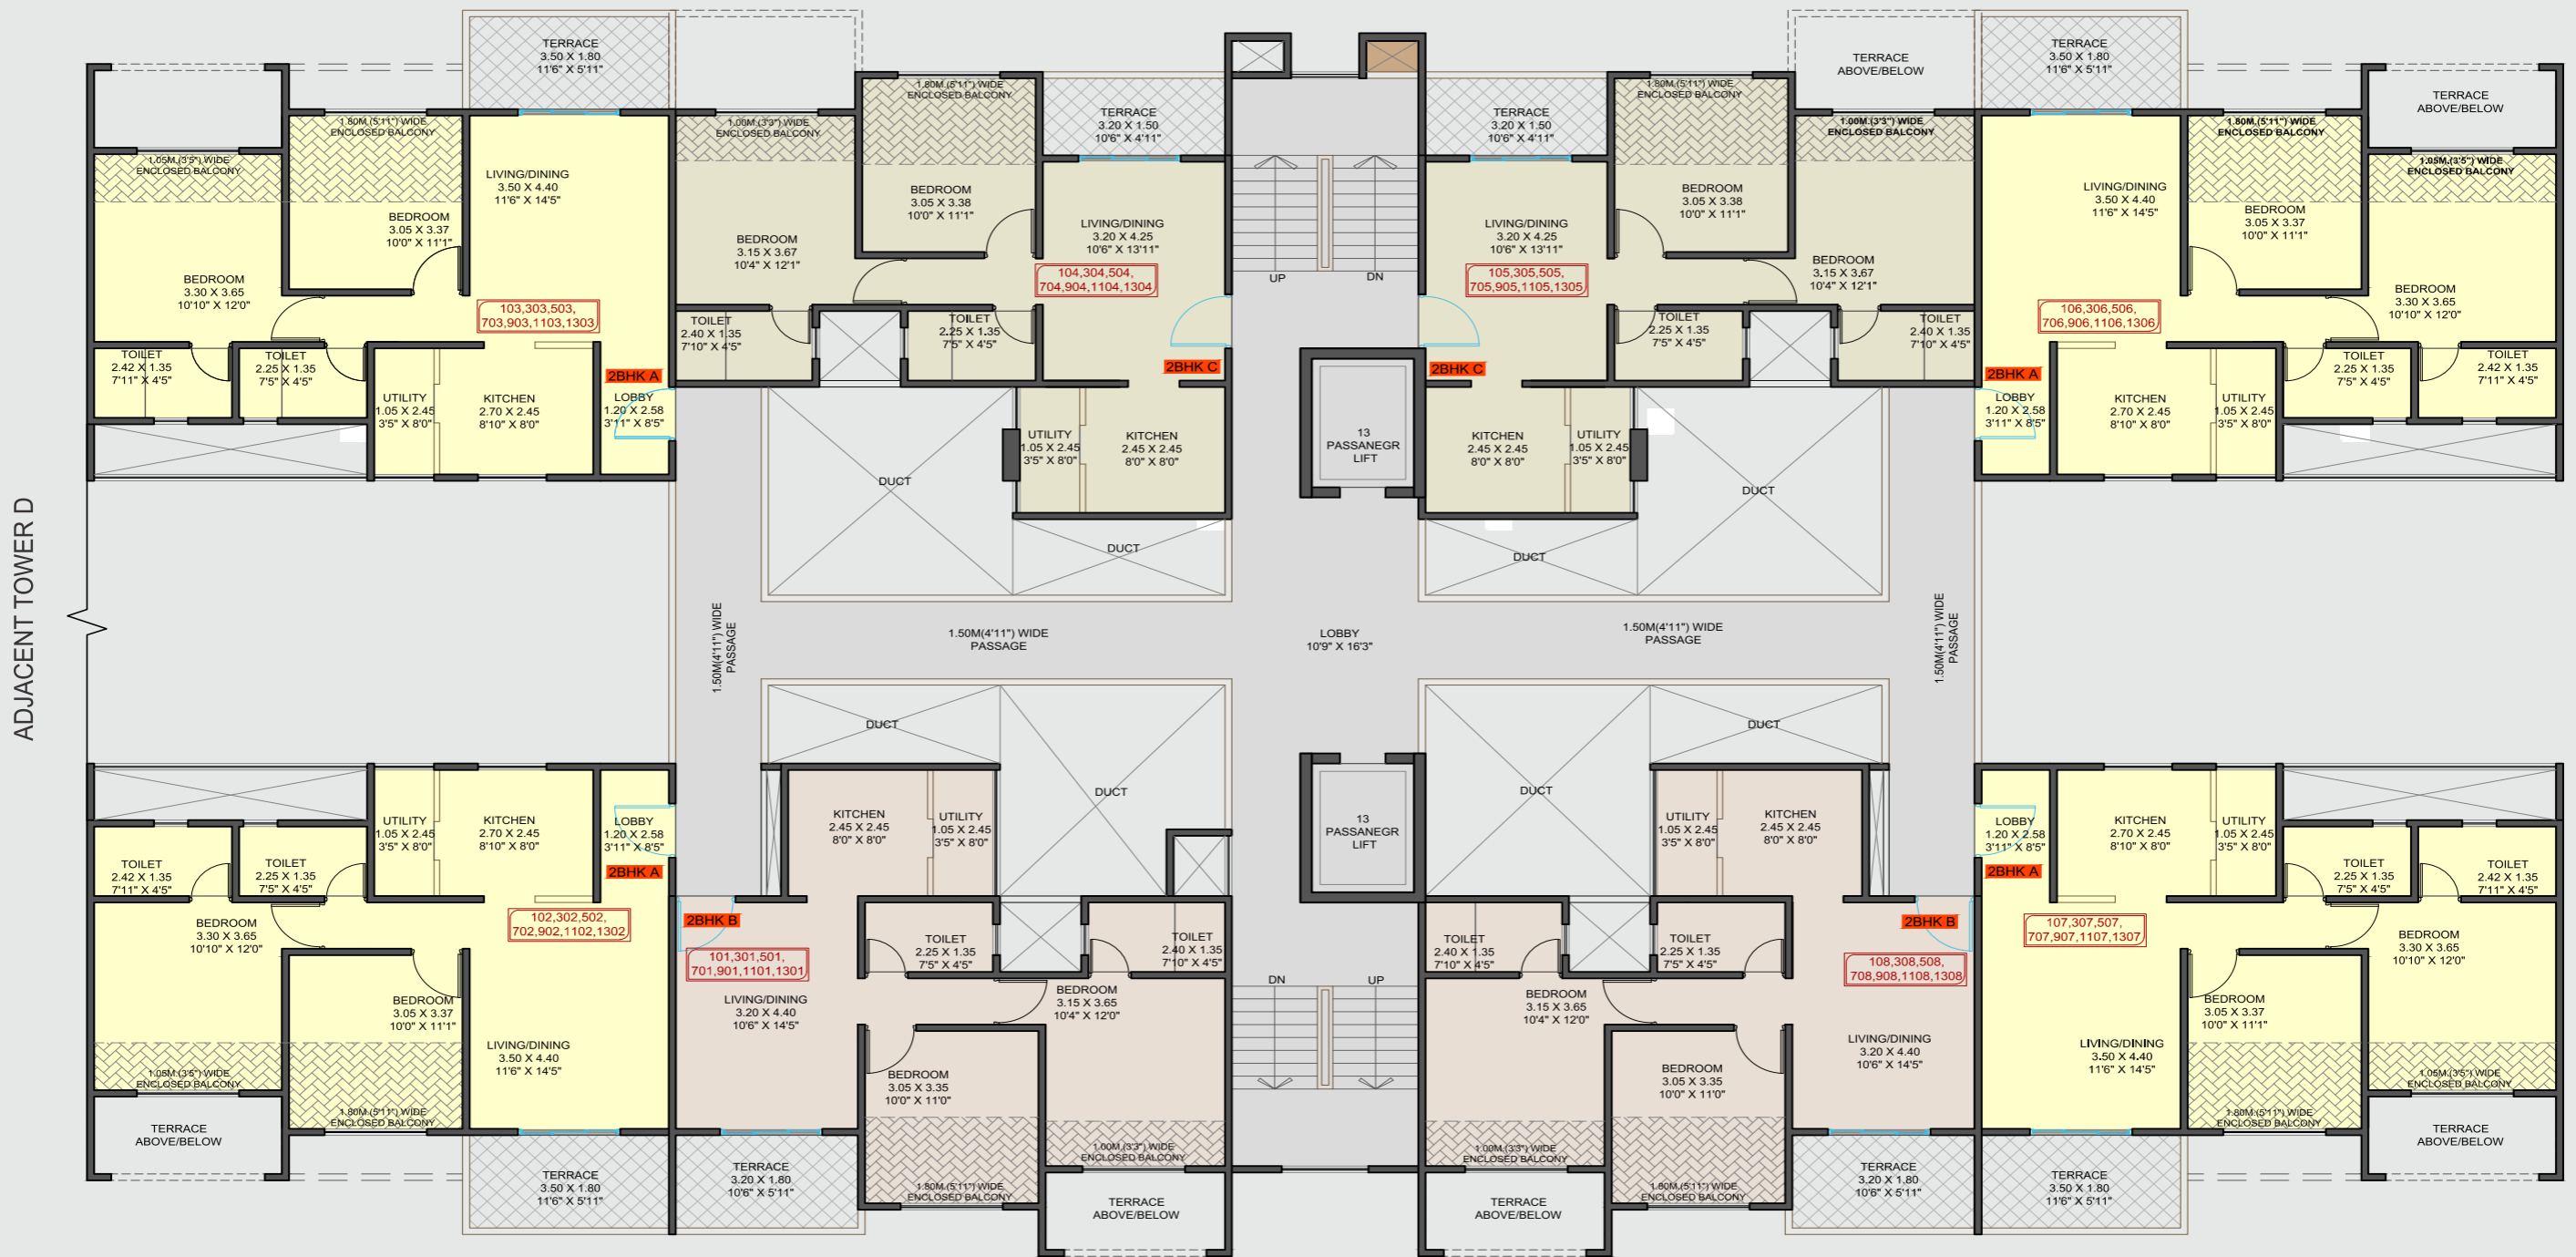 ADJACENT TOWER D
TERRACE
3.50 X 1.80
11'6" X 5'11"
1.80M.(5'11") WIDE
ENCLOSED BALCONY
1.05M.(3'5") WIDE
ENCLOSED BALCONY
LIVING/DINING
3.50 X 4.40
11'6" X 14'5"
BEDROOM
3.05 X 3.37
10'0" X 11'1"
BEDROOM
3.30 X 3.65
10'10" X 12'0"
103,303,503,
703,903,1103,1303
TOILET
2.42 X 1.35
7'11" X 4'5"
TOILET
2.25 X 1.35
7'5" X 4'5"
UTILITY
1.05 X 2.45
3'5" X 8'0"
KITCHEN
2.70 X 2.45
8'10" X 8'0"
2BHK A
LOBBY
1.20 X 2.58
3'11" X 8'5"
1.00M.(3'3") WIDE
ENCLOSED BALCONY
1.80M.(5'11") WIDE
ENCLOSED BALCONY
TERRACE
3.20 X 1.50
10'6" X 4'11"
BEDROOM
3.15 X 3.67
10'4" X 12'1"
BEDROOM
3.05 X 3.38
10'0" X 11'1"
LIVING/DINING
3.20 X 4.25
10'6" X 13'11"
104,304,504,
704,904,1104,1304
TOILET
2.40 X 1.35
7'10" X 4'5"
TOILET
2.25 X 1.35
7'5" X 4'5"
2BHK C
UTILITY
1.05 X 2.45
3'5" X 8'0"
KITCHEN
2.45 X 2.45
8'0" X 8'0"
DUCT
DUCT
UP
DN
13
PASSANEGR
LIFT
TERRACE
3.20 X 1.50
10'6" X 4'11"
1.80M.(5'11") WIDE
ENCLOSED BALCONY
TERRACE
ABOVE/BELOW
1.00M.(3'3") WIDE
ENCLOSED BALCONY
LIVING/DINING
3.20 X 4.25
10'6" X 13'11"
BEDROOM
3.05 X 3.38
10'0" X 11'1"
BEDROOM
3.15 X 3.67
10'4" X 12'1"
105,305,505,
705,905,1105,1305
TOILET
2.25 X 1.35
7'5" X 4'5"
TOILET
2.40 X 1.35
7'10" X 4'5"
2BHK C
KITCHEN
2.45 X 2.45
8'0" X 8'0"
UTILITY
1.05 X 2.45
3'5" X 8'0"
DUCT
DUCT
TERRACE
3.50 X 1.80
11'6" X 5'11"
TERRACE
ABOVE/BELOW
1.80M.(5'11") WIDE
ENCLOSED BALCONY
1.05M.(3'5") WIDE
ENCLOSED BALCONY
LIVING/DINING
3.50 X 4.40
11'6" X 14'5"
BEDROOM
3.05 X 3.37
10'0" X 11'1"
BEDROOM
3.30 X 3.65
10'10" X 12'0"
106,306,506,
706,906,1106,1306
2BHK A
LOBBY
1.20 X 2.58
3'11" X 8'5"
KITCHEN
2.70 X 2.45
8'10" X 8'0"
UTILITY
1.05 X 2.45
3'5" X 8'0"
TOILET
2.25 X 1.35
7'5" X 4'5"
TOILET
2.42 X 1.35
7'11" X 4'5"
1.50M(4'11") WIDE
PASSAGE
1.50M(4'11") WIDE
PASSAGE
LOBBY
10'9" X 16'3"
1.50M(4'11") WIDE
PASSAGE
1.50M(4'11") WIDE
PASSAGE
UTILITY
1.05 X 2.45
3'5" X 8'0"
KITCHEN
2.70 X 2.45
8'10" X 8'0"
LOBBY
1.20 X 2.58
3'11" X 8'5"
2BHK A
TOILET
2.42 X 1.35
7'11" X 4'5"
TOILET
2.25 X 1.35
7'5" X 4'5"
102,302,502,
702,902,1102,1302
BEDROOM
3.30 X 3.65
10'10" X 12'0"
BEDROOM
3.05 X 3.37
10'0" X 11'1"
LIVING/DINING
3.50 X 4.40
11'6" X 14'5"
1.05M.(3'5") WIDE
ENCLOSED BALCONY
1.80M.(5'11") WIDE
ENCLOSED BALCONY
TERRACE
ABOVE/BELOW
TERRACE
3.50 X 1.80
11'6" X 5'11"
DUCT
DUCT
KITCHEN
2.45 X 2.45
8'0" X 8'0"
UTILITY
1.05 X 2.45
3'5" X 8'0"
2BHK B
101,301,501,
701,901,1101,1301
TOILET
2.25 X 1.35
7'5" X 4'5"
TOILET
2.40 X 1.35
7'10" X 4'5"
LIVING/DINING
3.20 X 4.40
10'6" X 14'5"
BEDROOM
3.15 X 3.65
10'4" X 12'0"
BEDROOM
3.05 X 3.35
10'0" X 11'0"
1.00M.(3'3") WIDE
ENCLOSED BALCONY
1.80M.(5'11") WIDE
ENCLOSED BALCONY
TERRACE
3.20 X 1.80
10'6" X 5'11"
TERRACE
ABOVE/BELOW
13
PASSANEGR
LIFT
DN
UP
DUCT
DUCT
UTILITY
1.05 X 2.45
3'5" X 8'0"
KITCHEN
2.45 X 2.45
8'0" X 8'0"
2BHK B
TOILET
2.40 X 1.35
7'10" X 4'5"
TOILET
2.25 X 1.35
7'5" X 4'5"
108,308,508,
708,908,1108,1308
BEDROOM
3.15 X 3.65
10'4" X 12'0"
BEDROOM
3.05 X 3.35
10'0" X 11'0"
LIVING/DINING
3.20 X 4.40
10'6" X 14'5"
1.00M.(3'3") WIDE
ENCLOSED BALCONY
1.80M.(5'11") WIDE
ENCLOSED BALCONY
TERRACE
ABOVE/BELOW
TERRACE
3.20 X 1.80
10'6" X 5'11"
LOBBY
1.20 X 2.58
3'11" X 8'5"
2BHK A
KITCHEN
2.70 X 2.45
8'10" X 8'0"
UTILITY
1.05 X 2.45
3'5" X 8'0"
TOILET
2.25 X 1.35
7'5" X 4'5"
TOILET
2.42 X 1.35
7'11" X 4'5"
107,307,507,
707,907,1107,1307
BEDROOM
3.30 X 3.65
10'10" X 12'0"
BEDROOM
3.05 X 3.37
10'0" X 11'1"
LIVING/DINING
3.50 X 4.40
11'6" X 14'5"
1.05M.(3'5") WIDE
ENCLOSED BALCONY
1.80M.(5'11") WIDE
ENCLOSED BALCONY
TERRACE
3.50 X 1.80
11'6" X 5'11"
TERRACE
ABOVE/BELOW